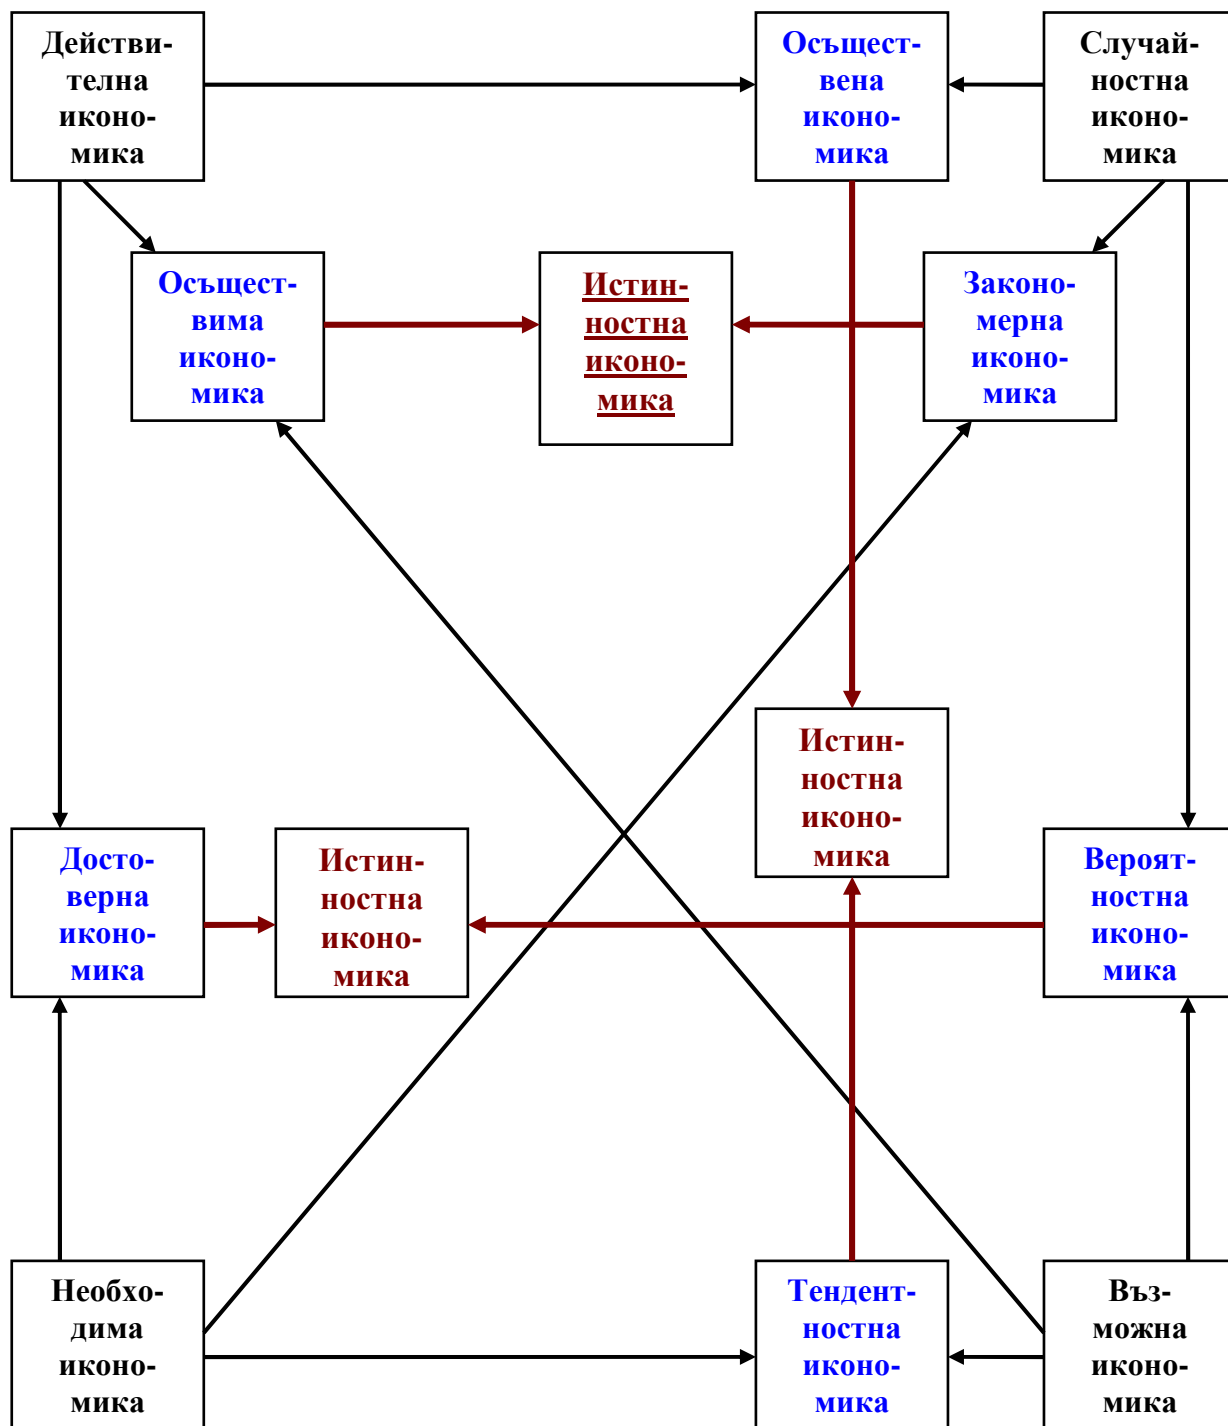 Действи-
телна
иконо-
мика
Осъщест-
вена
иконо-
мика
Случай-
ностна
иконо-
мика
Осъщест-
вима
иконо-
мика
Истин-
ностна
иконо-
мика
Законо-
мерна
иконо-
мика
Истин-
ностна
иконо-
мика
Досто-
верна
иконо-
мика
Истин-
ностна
иконо-
мика
Вероят-
ностна
иконо-
мика
Необхо-
дима
иконо-
мика
Тендент-
ностна
иконо-
мика
Въз-
можна
иконо-
мика